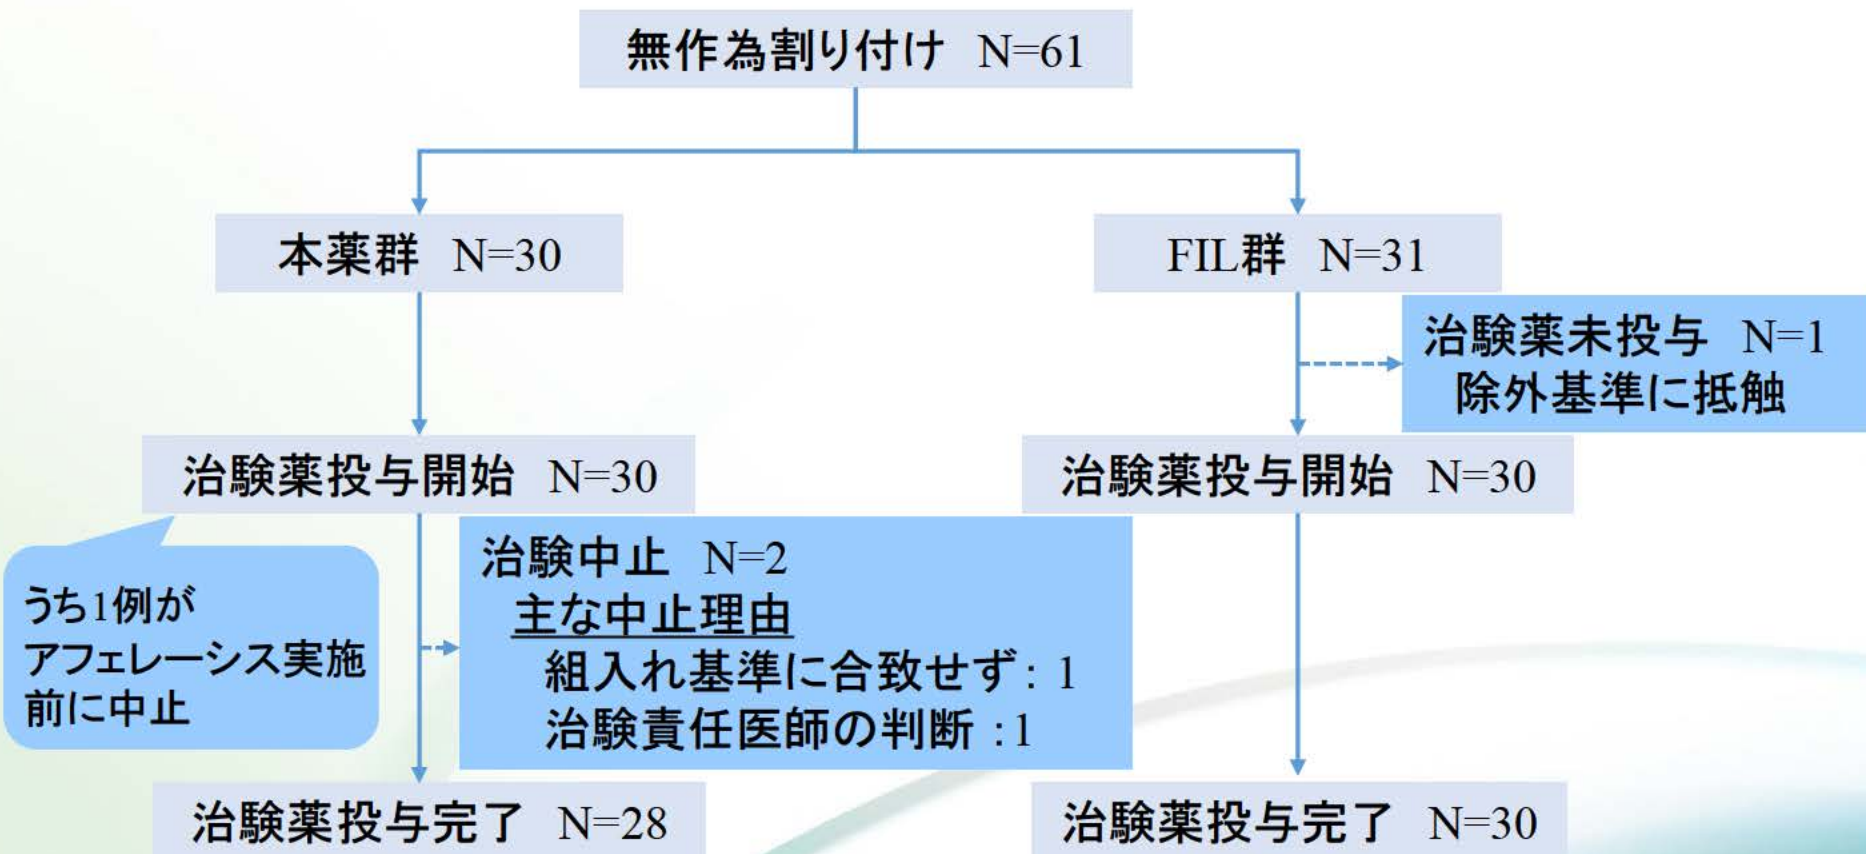 無作為割り付け N=61
本薬群 N=30
FIL群 N=31
治験薬未投与 N=1
除外基準に抵触
治験薬投与開始 N=30
治験薬投与開始 N=30
うち1例が
アフェレーシス実施
前に中止
治験中止 N=2
主な中止理由
組入れ基準に合致せず: 1
治験責任医師の判断 :1
治験薬投与完了 N=28
治験薬投与完了 N=30